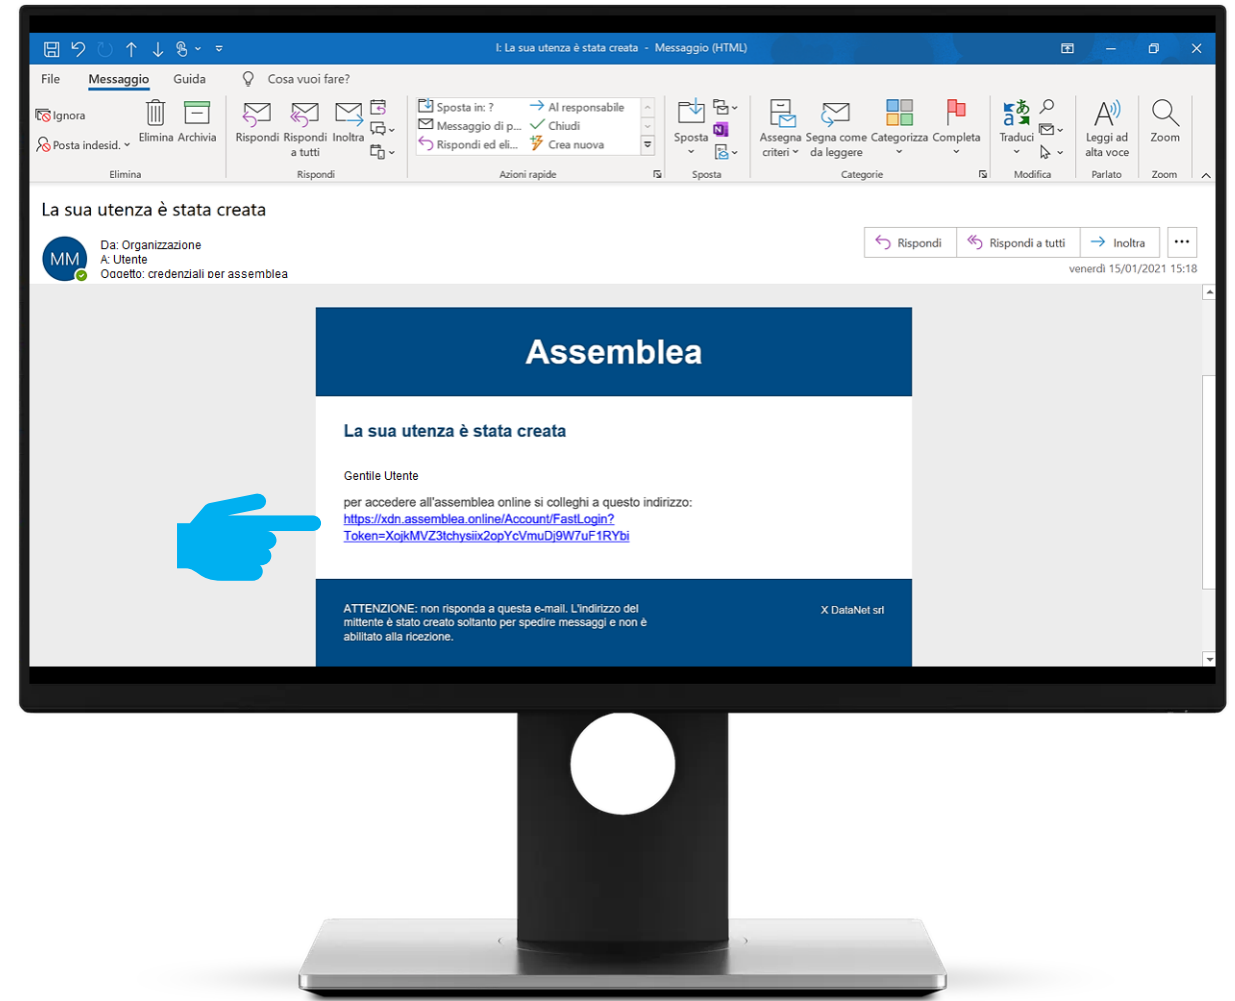 I: La sua utenza è stata creata - Messaggio (HTML)
File Messaggio Guida Cosa vuoi fare?
Ignora
Posta indesid.
Elimina Archivia
Elimina
Rispondi Rispondi a tutti Inoltra
Rispondi
Sposta in: ? Al responsabile
Messaggio di p... Chiudi
Rispondi ed eli... Crea nuova
Azioni rapide
Sposta
Sposta
Assegna criteri Segna come da leggere Categorizza Completa
Categorie
Traduci
Modifica
Leggi ad alta voce
Parlato
Zoom
Zoom
La sua utenza è stata creata
MM
Da: Organizzazione
A: Utente
Oggetto: credenziali per assemblea
Rispondi Rispondi a tutti Inoltra
venerdì 15/01/2021 15:18
Assemblea
La sua utenza è stata creata
Gentile Utente
per accedere all'assemblea online si colleghi a questo indirizzo:
https://xdn.assemblea.online/Account/FastLogin?
Token=XojkMVZ3tchysiix2opYcVmuDj9W7uF1RYbi
ATTENZIONE: non risponda a questa e-mail. L'indirizzo del
mittente è stato creato soltanto per spedire messaggi e non è
abilitato alla ricezione.
X DataNet srl